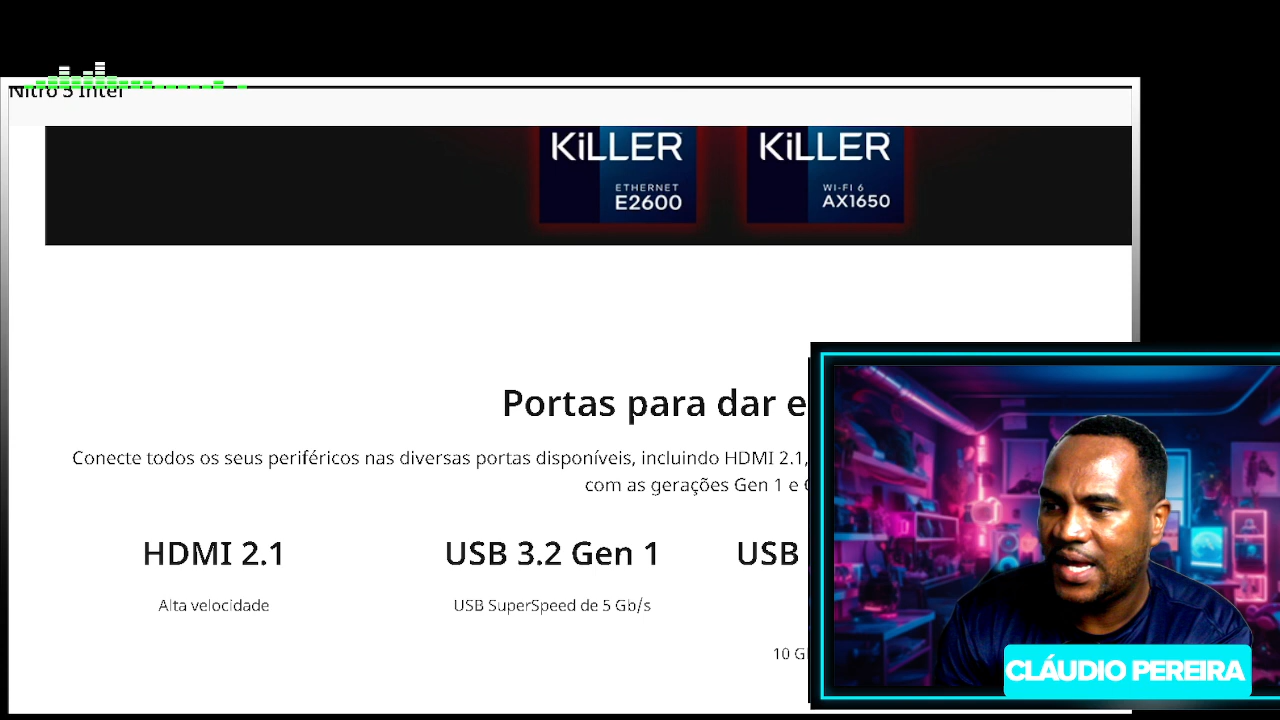 Nitro 5 Intel
KiLLER
ETHERNET
E2600
KiLLER
WI-FI 6
AX1650
Portas para dar e
Conecte todos os seus periféricos nas diversas portas disponíveis, incluindo HDMI 2.1,
com as gerações Gen 1 e
HDMI 2.1
USB 3.2 Gen 1
USB
Alta velocidade
USB SuperSpeed de 5 Gb/s
10
CLÁUDIO PEREIRA